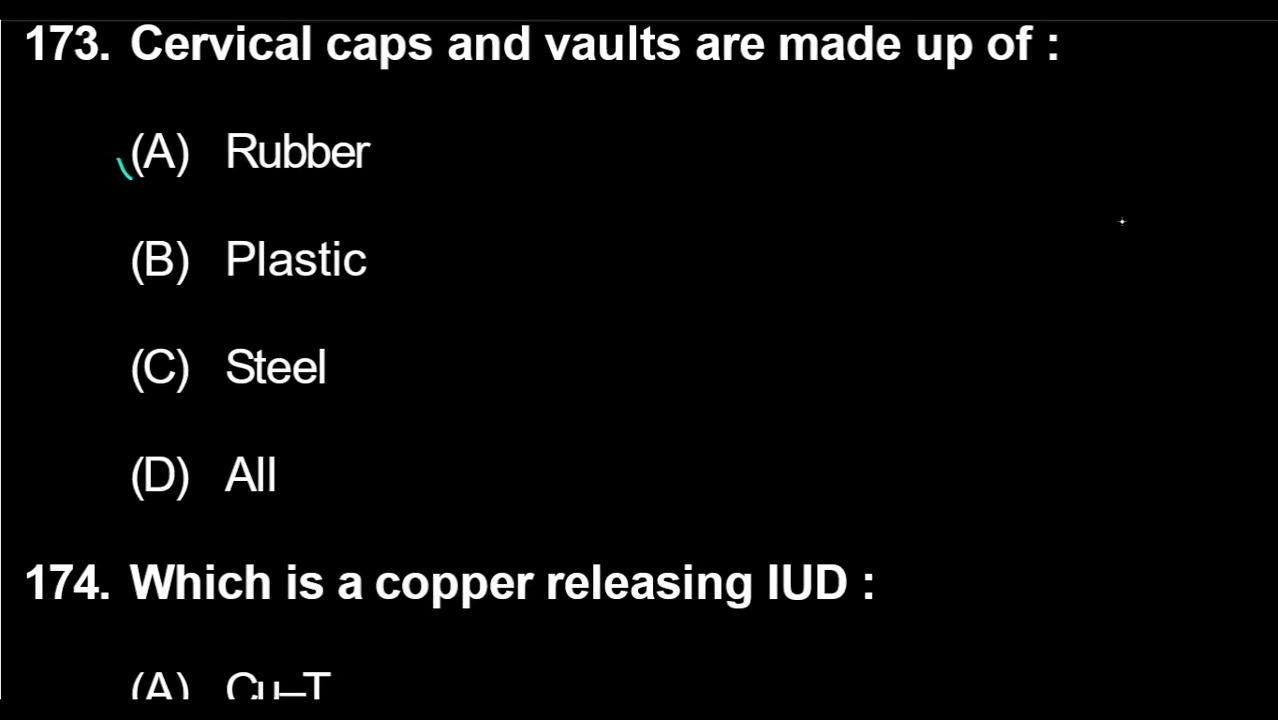 173. Cervical caps and vaults are made up of :
(A) Rubber
(B) Plastic
(C) Steel
(D) All
174. Which is a copper releasing IUD :
(A) Cu–T